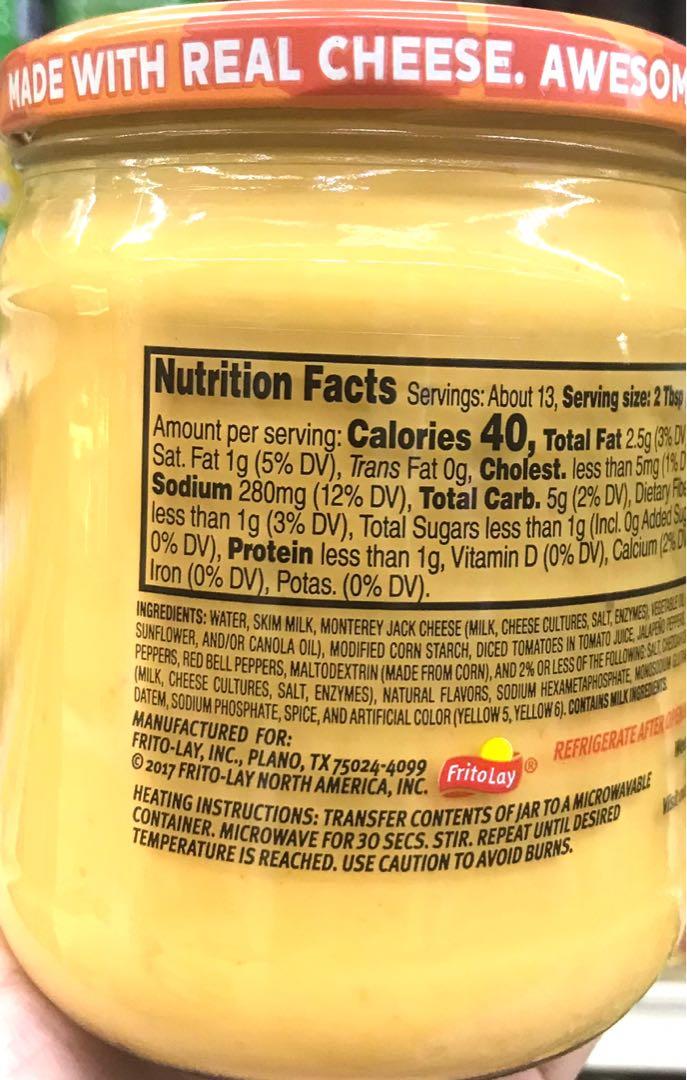 MADE WITH REAL CHEESE. AWESOM
Nutrition Facts Servings: About 13, Serving size: 2 Tbsp
Amount per serving: Calories 40, Total Fat 2.5g (3% DV
Sat. Fat 1g (5% DV), Trans Fat 0g, Cholest. less than 5mg (1% D
Sodium 280mg (12% DV), Total Carb. 5g (2% DV), Dietary Fibe
less than 1g (3% DV), Total Sugars less than 1g (Incl. 0g Added Sug
0% DV), Protein less than 1g, Vitamin D (0% DV), Calcium (2% D
Iron (0% DV), Potas. (0% DV).
INGREDIENTS: WATER, SKIM MILK, MONTEREY JACK CHEESE (MILK, CHEESE CULTURES, SALT, ENZYMES), VEGETABLE OIL
SUNFLOWER, AND/OR CANOLA OIL), MODIFIED CORN STARCH, DICED TOMATOES IN TOMATO JUICE, JALAPEÑO PEPPERS,
PEPPERS, RED BELL PEPPERS, MALTODEXTRIN (MADE FROM CORN), AND 2% OR LESS OF THE FOLLOWING: SALT, CHEDDAR
(MILK, CHEESE CULTURES, SALT, ENZYMES), NATURAL FLAVORS, SODIUM HEXAMETAPHOSPHATE, MONOSODIUM GLUTA
DATEM, SODIUM PHOSPHATE, SPICE, AND ARTIFICIAL COLOR (YELLOW 5, YELLOW 6). CONTAINS MILK INGREDIENTS.
MANUFACTURED FOR:
FRITO-LAY, INC., PLANO, TX 75024-4099
© 2017 FRITO-LAY NORTH AMERICA, INC.
FritoLay ®
REFRIGERATE AFTER OPEN
HEATING INSTRUCTIONS: TRANSFER CONTENTS OF JAR TO A MICROWAVABLE
CONTAINER. MICROWAVE FOR 30 SECS. STIR. REPEAT UNTIL DESIRED
TEMPERATURE IS REACHED. USE CAUTION TO AVOID BURNS.